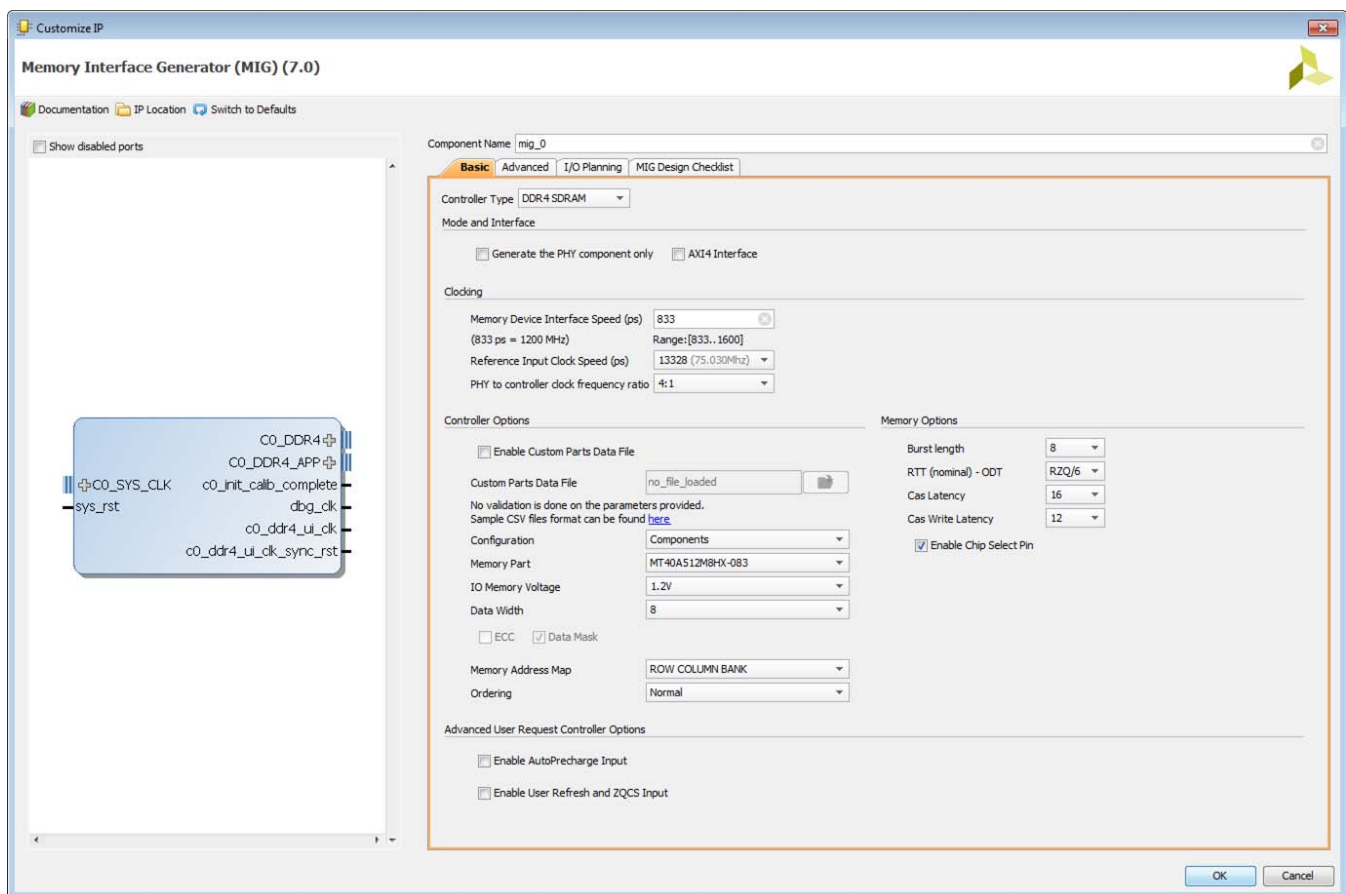 Customize IP
Memory Interface Generator (MIG) (7.0)
Documentation IP Location Switch to Defaults
Show disabled ports
Component Name mig_0
Basic Advanced I/O Planning MIG Design Checklist
Controller Type DDR4 SDRAM
Mode and Interface
Generate the PHY component only AXI4 Interface
Clocking
Memory Device Interface Speed (ps) 833
(833 ps = 1200 MHz) Range:[833..1600]
Reference Input Clock Speed (ps) 13328 (75.030Mhz)
PHY to controller clock frequency ratio 4:1
Controller Options
Enable Custom Parts Data File
Custom Parts Data File no_file_loaded
No validation is done on the parameters provided.
Sample CSV files format can be found here
Configuration Components
Memory Part MT40A512M8HX-083
IO Memory Voltage 1.2V
Data Width 8
ECC Data Mask
Memory Address Map ROW COLUMN BANK
Ordering Normal
Memory Options
Burst length 8
RTT (nominal) - ODT RZQ/6
Cas Latency 16
Cas Write Latency 12
Enable Chip Select Pin
Advanced User Request Controller Options
Enable AutoPrecharge Input
Enable User Refresh and ZQCS Input
C0_DDR4
C0_DDR4_APP
C0_SYS_CLK c0_init_calib_complete
sys_rst dbg_clk
c0_ddr4_ui_clk
c0_ddr4_ui_clk_sync_rst
OK Cancel